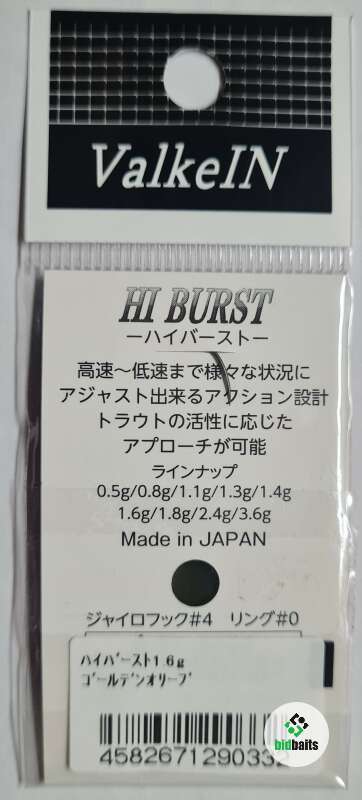 ValkeIN
HI BURST
ーハイバーストー
高速〜低速まで様々な状況に
アジャスト出来るアクション設計
トラウトの活性に応じた
アプローチが可能
ラインナップ
0.5g/0.8g/1.1g/1.3g/1.4g
1.6g/1.8g/2.4g/3.6g
Made in JAPAN
ジャイロフック#4 リング#0
ﾊｲﾊﾞｰｽﾄ1.6g
ｺﾞｰﾙﾃﾞﾝｵﾘｰﾌﾞ
4582671290332
bidbaits